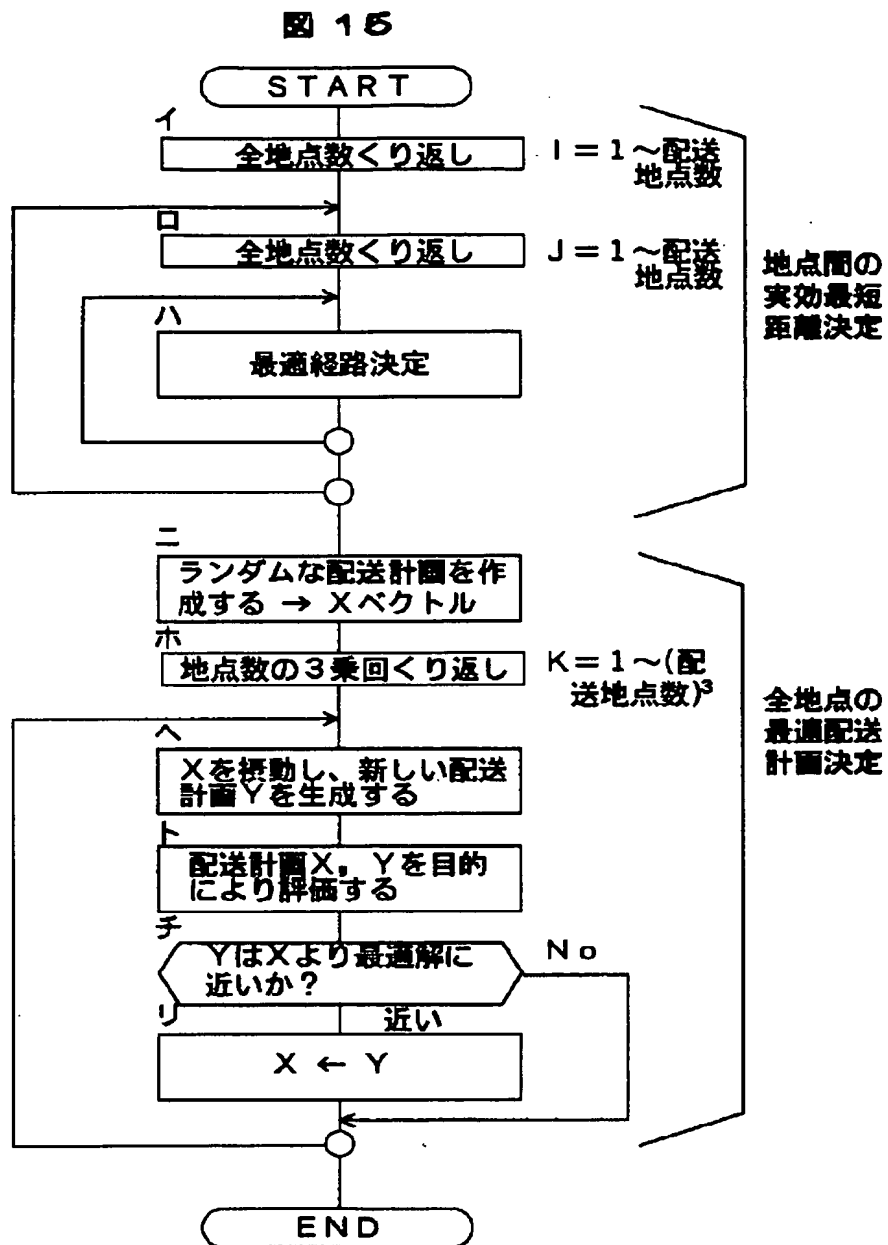 図 15
START
イ
全地点数くり返し
I=1~配送
地点数
ロ
全地点数くり返し
J=1~配送
地点数
ハ
最適経路決定
地点間の
実効最短
距離決定
ニ
ランダムな配送計画を作
成する → Xベクトル
ホ
地点数の3乗回くり返し
K=1~(配
送地点数)³
ヘ
Xを摂動し、新しい配送
計画Yを生成する
ト
配送計画X,Yを目的
により評価する
チ
YはXより最適解に
近いか?
No
リ
近い
X ← Y
全地点の
最適配送
計画決定
END